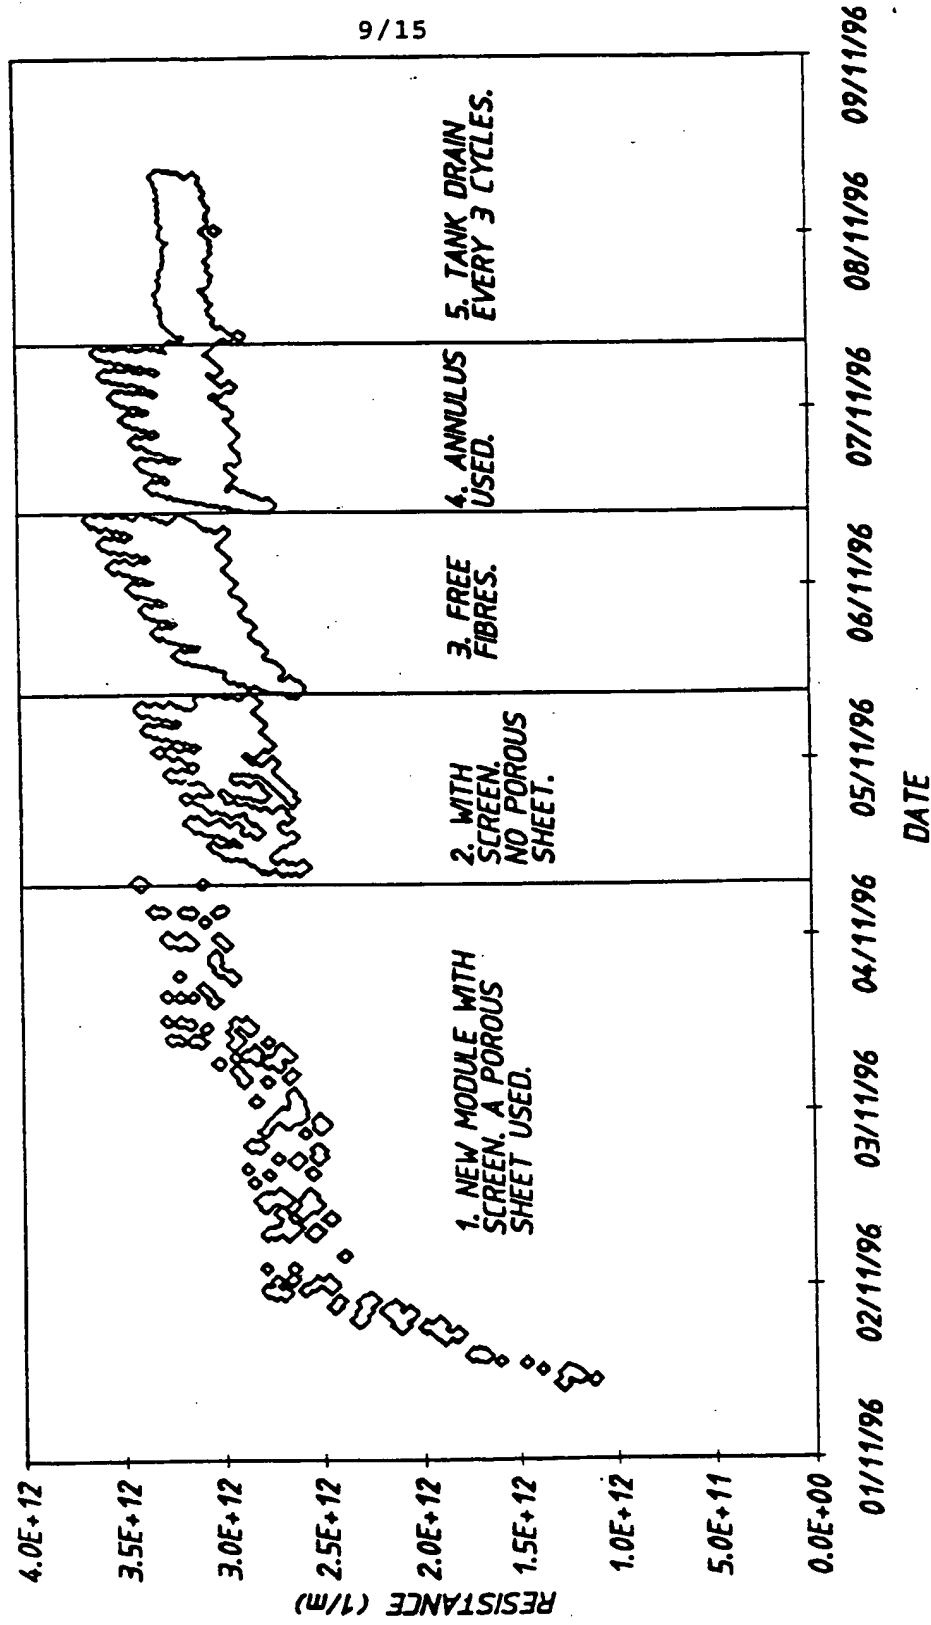 9/15
RESISTANCE (1/m)
4.0E+12
3.5E+12
3.0E+12
2.5E+12
2.0E+12
1.5E+12
1.0E+12
5.0E+11
0.0E+00
1. NEW MODULE WITH
SCREEN. A POROUS
SHEET USED.
2. WITH
SCREEN.
NO POROUS
SHEET.
3. FREE
FIBRES.
4. ANNULUS
USED.
5. TANK DRAIN
EVERY 3 CYCLES.
01/11/96
02/11/96
03/11/96
04/11/96
05/11/96
06/11/96
07/11/96
08/11/96
09/11/96
DATE